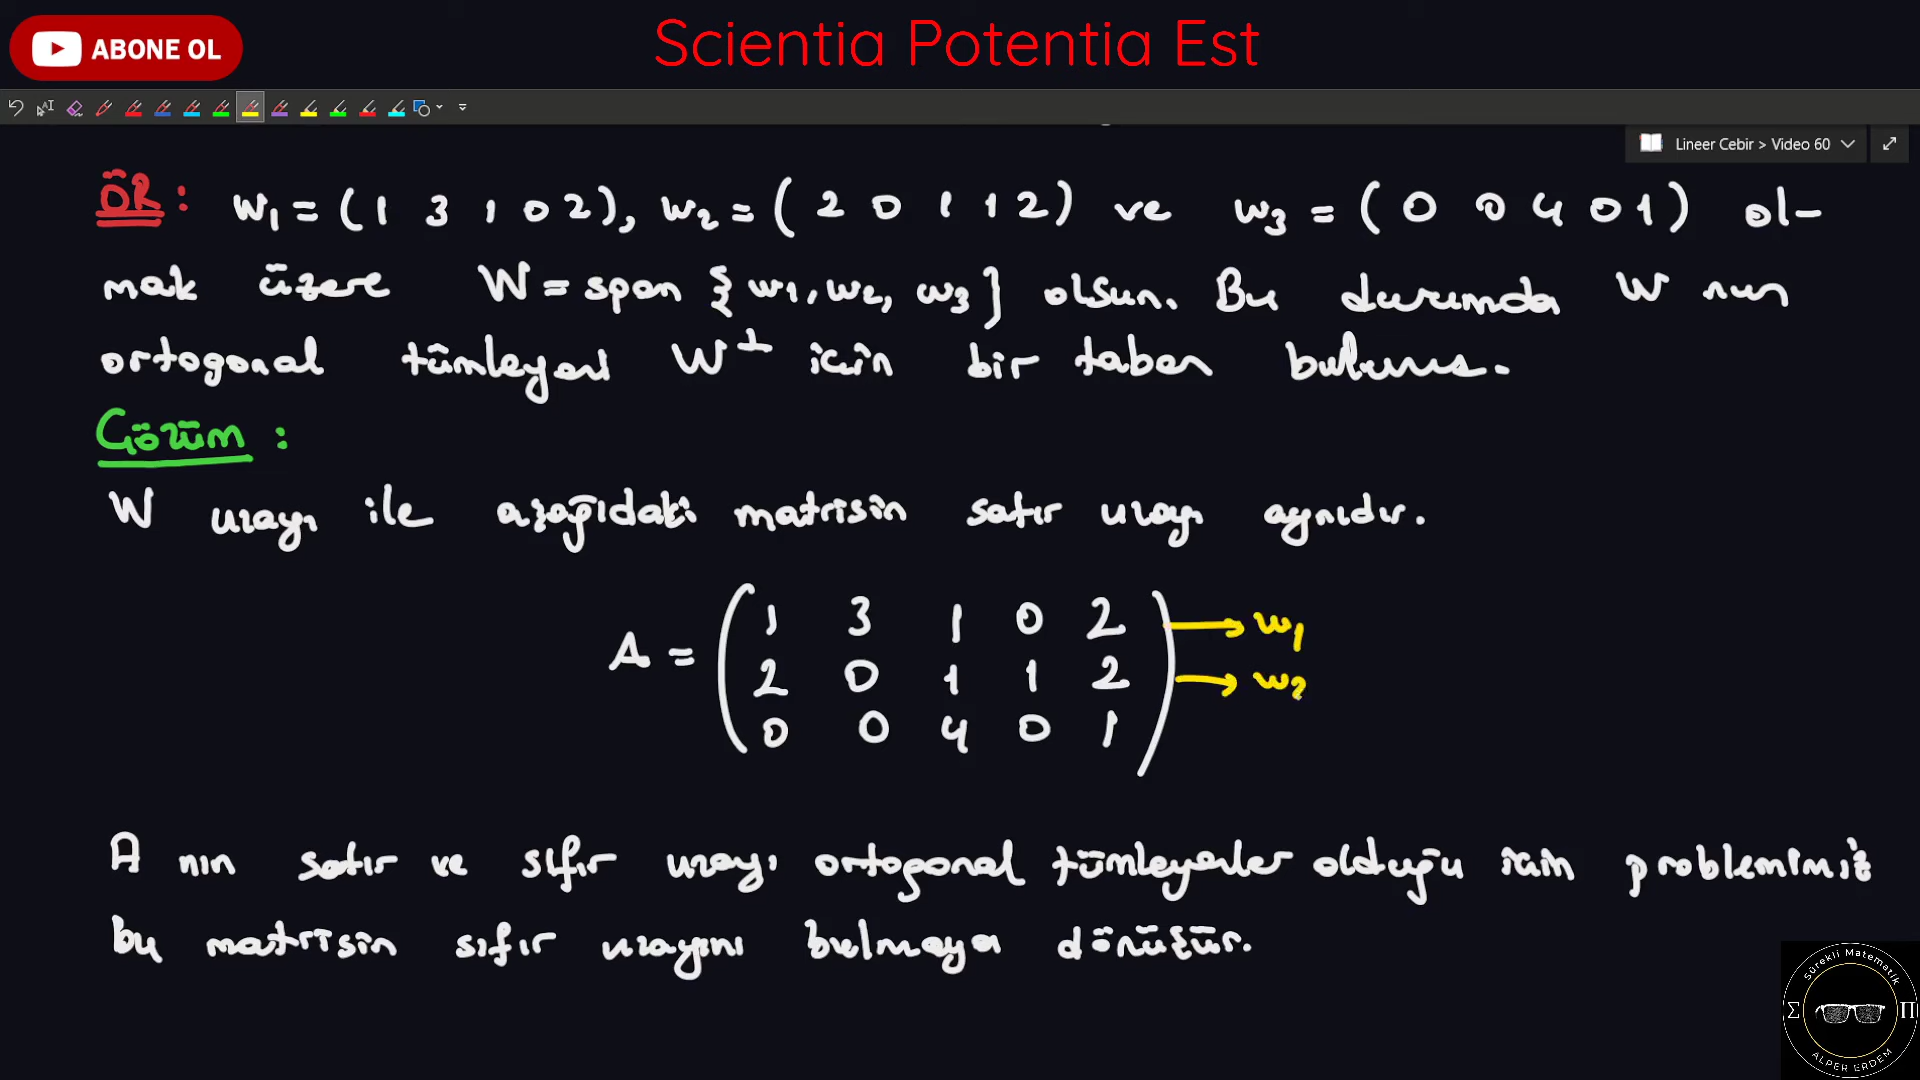 ABONE OL
Scientia Potentia Est
Lineer Cebir > Video 60
ÖR: w₁ = (1 3 1 0 2), w₂ = (2 0 1 1 2) ve w₃ = (0 0 4 0 1) ol-
mak üzere W = span {w₁, w₂, w₃} olsun. Bu durumda W nun
ortogonal tümleyeni W⊥ için bir taban bulunuz.
Çözüm:
W uzayı ile aşağıdaki matrisin satır uzayı aynıdır.
1 3 1 0 2 → w₁
A = 2 0 1 1 2 → w₂
0 0 4 0 1
A nın satır ve sıfır uzayı ortogonal tümleyenler olduğu için problemimiz
bu matrisin sıfır uzayını bulmaya dönüşür.
Sürekli Matematik
Σ Π
ALPER ERDEM